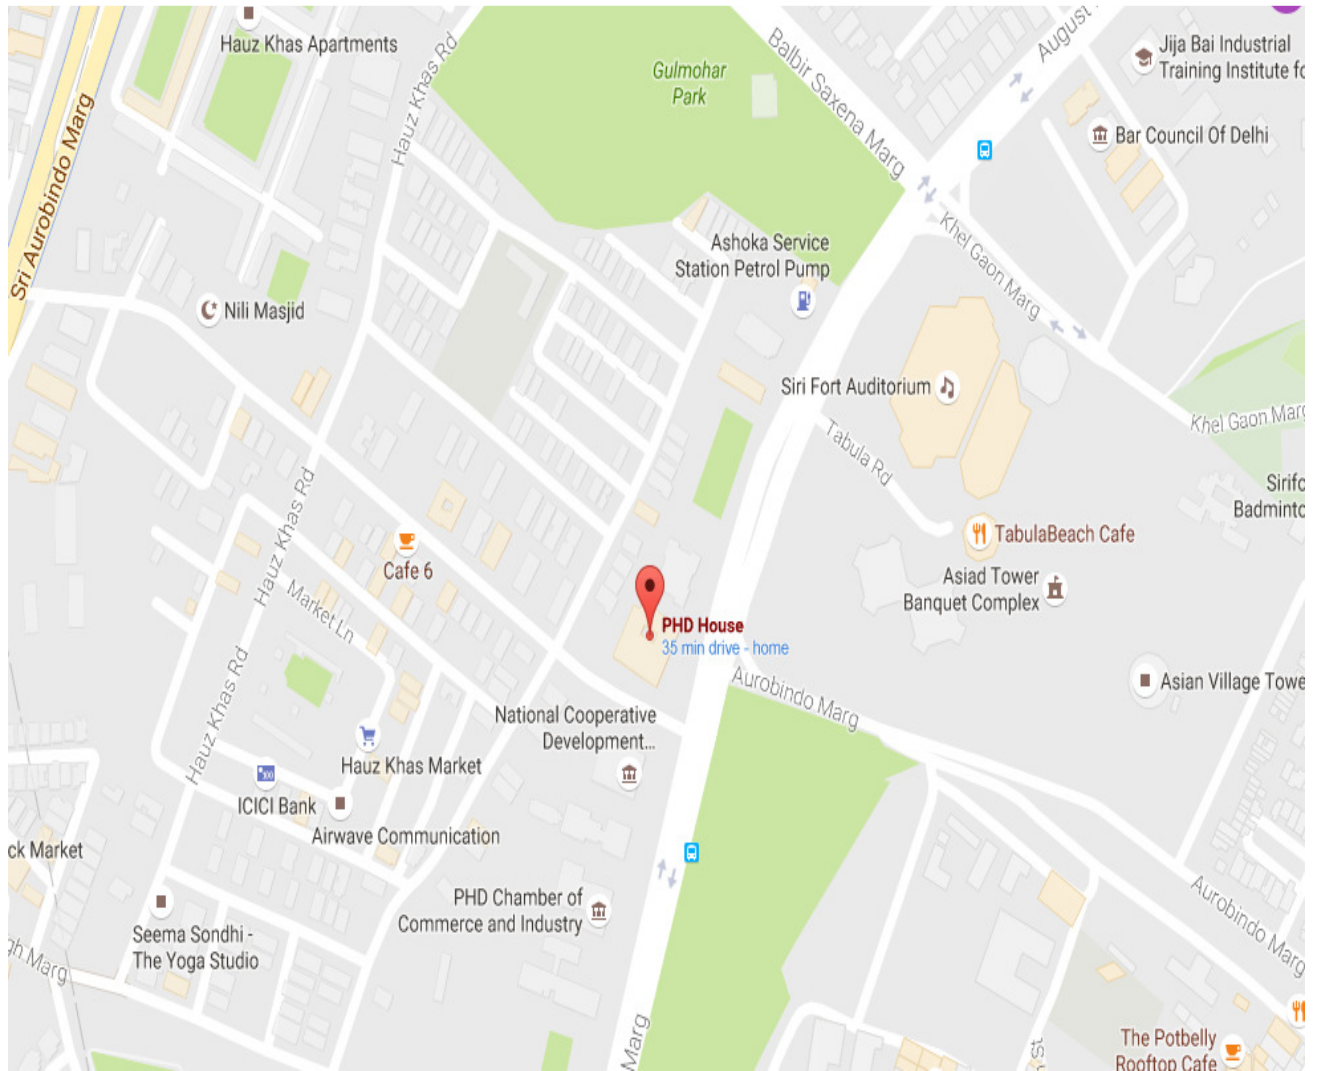 Hauz Khas Apartments
Hauz Khas Rd
Gulmohar
Park
Balbir Saxena Marg
August
Jija Bai Industrial
Training Institute fo
Bar Council Of Delhi
Sri Aurobindo Marg
Nili Masjid
Ashoka Service
Station Petrol Pump
Khel Gaon Marg
Siri Fort Auditorium
Khel Gaon Marg
Tabula Rd
Sirifo
Badminto
TabulaBeach Cafe
Cafe 6
Hauz Khas Rd
Market Ln
Asiad Tower
Banquet Complex
PHD House
35 min drive - home
Asian Village Towe
Aurobindo Marg
Hauz Khas Rd
National Cooperative
Development...
Hauz Khas Market
ICICI Bank
Airwave Communication
ck Market
PHD Chamber of
Commerce and Industry
Seema Sondhi -
The Yoga Studio
gh Marg
Aurobindo Marg
Marg
St
The Potbelly
Rooftop Cafe